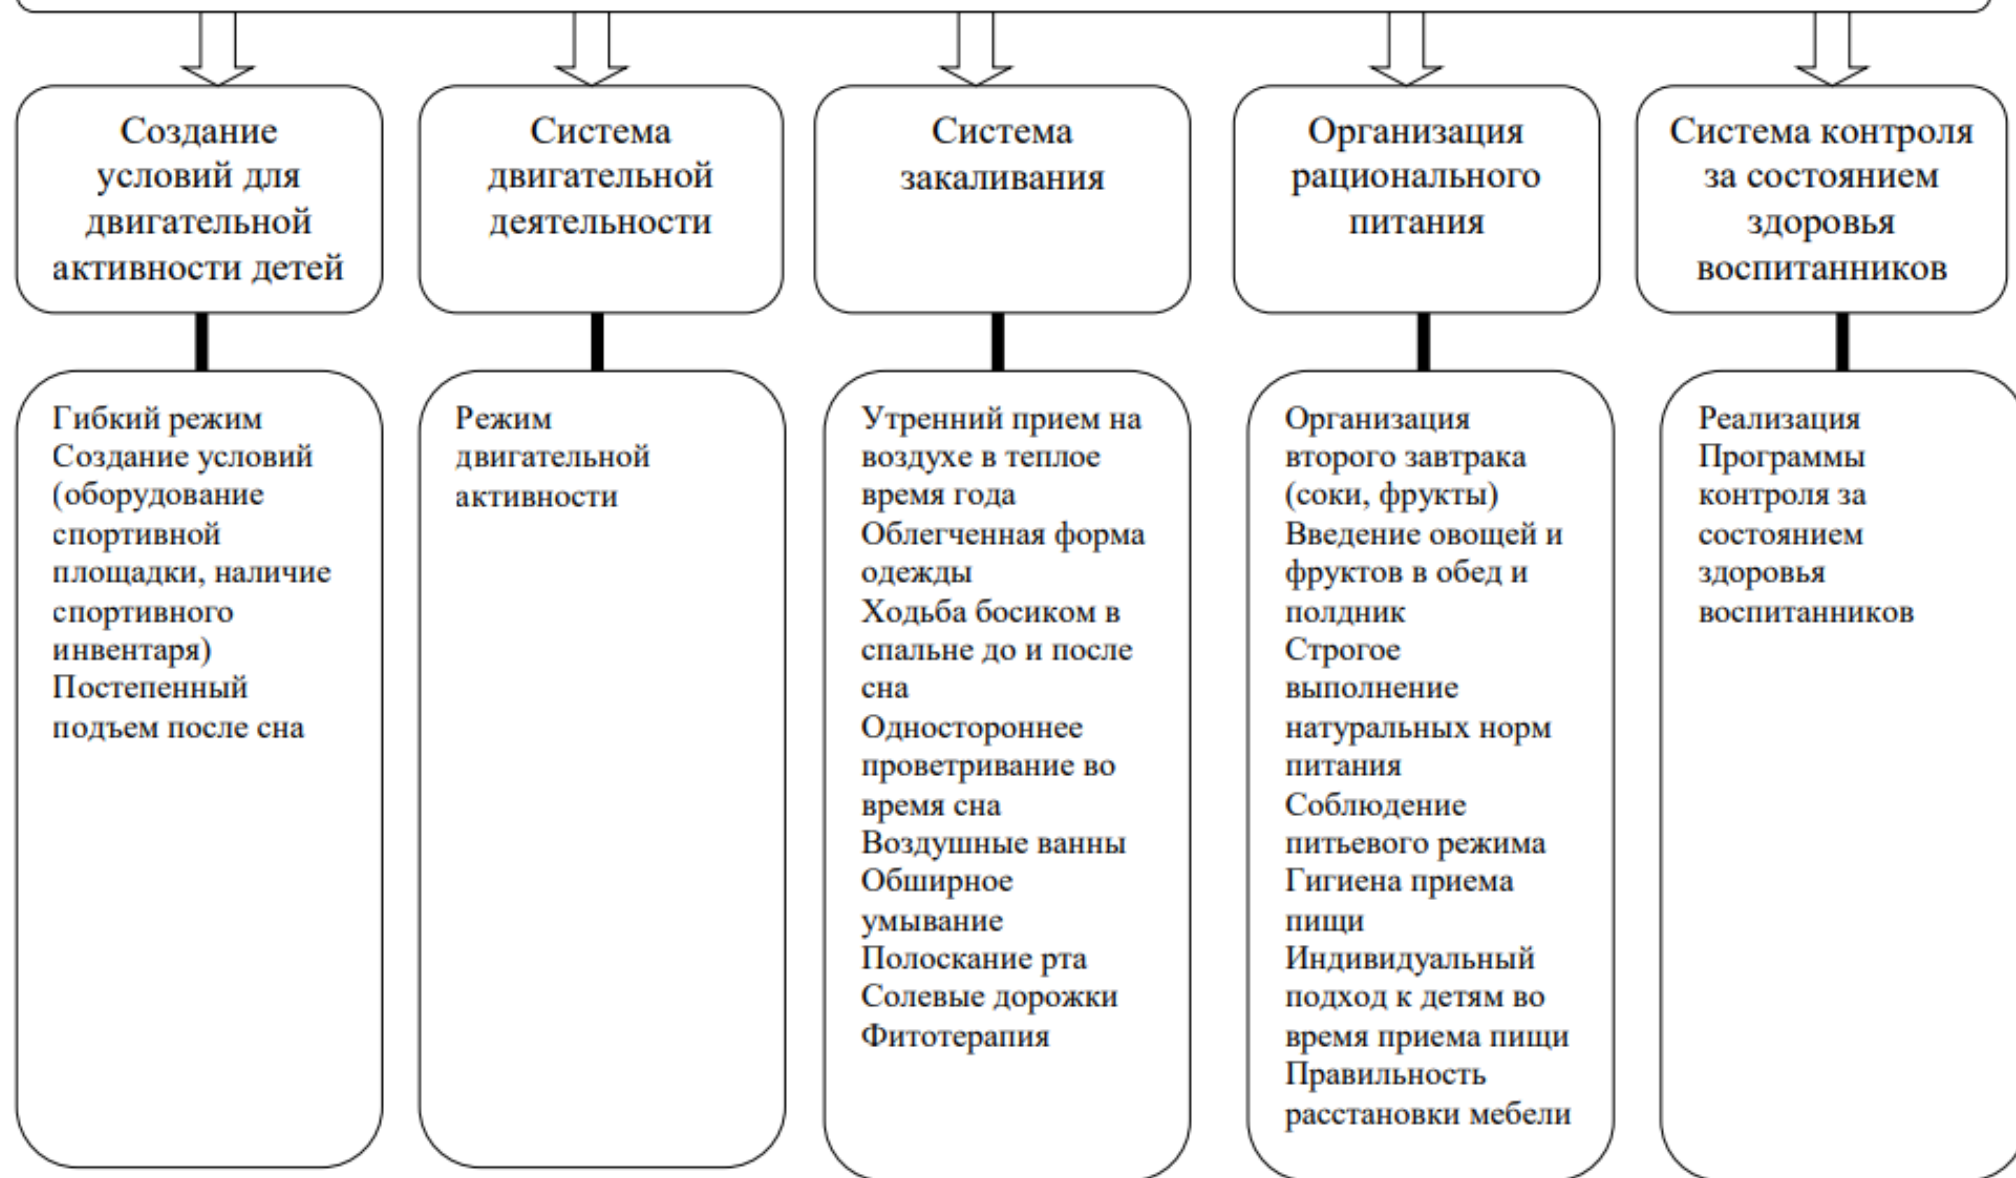 Создание
условий для
двигательной
активности детей
Система
двигательной
деятельности
Система
закаливания
Организация
рационального
питания
Система контроля
за состоянием
здоровья
воспитанников
Гибкий режим
Создание условий
(оборудование
спортивной
площадки, наличие
спортивного
инвентаря)
Постепенный
подъем после сна
Режим
двигательной
активности
Утренний прием на
воздухе в теплое
время года
Облегченная форма
одежды
Ходьба босиком в
спальне до и после
сна
Одностороннее
проветривание во
время сна
Воздушные ванны
Обширное
умывание
Полоскание рта
Солевые дорожки
Фитотерапия
Организация
второго завтрака
(соки, фрукты)
Введение овощей и
фруктов в обед и
полдник
Строгое
выполнение
натуральных норм
питания
Соблюдение
питьевого режима
Гигиена приема
пищи
Индивидуальный
подход к детям во
время приема пищи
Правильность
расстановки мебели
Реализация
Программы
контроля за
состоянием
здоровья
воспитанников